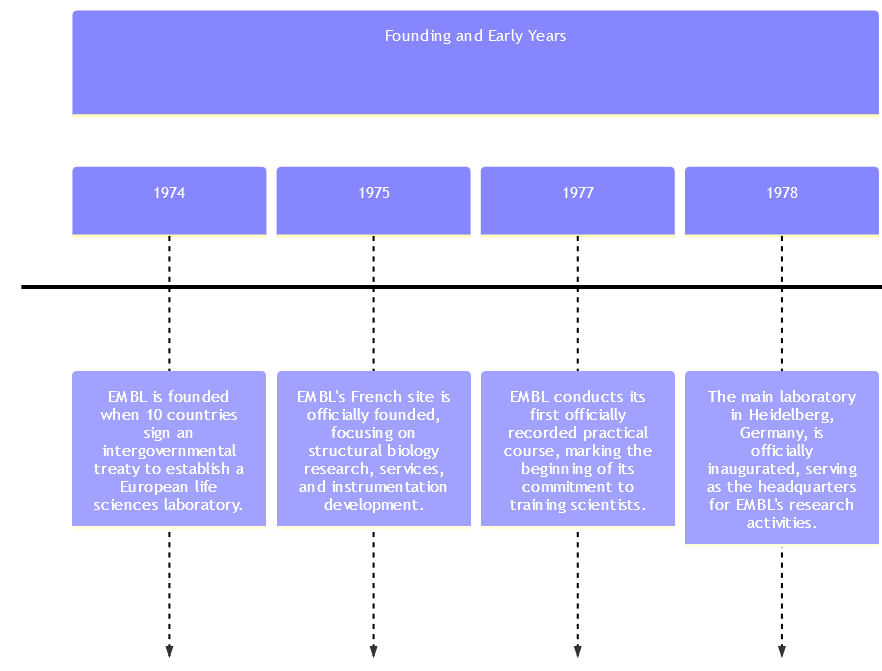 Founding and Early Years
1974
1975
1977
1978
EMBL is founded
when 10 countries
sign an
intergovernmental
treaty to establish a
European life
sciences laboratory.
EMBL's French site is
officially founded,
focusing on
structural biology
research, services,
and instrumentation
development.
EMBL conducts its
first officially
recorded practical
course, marking the
beginning of its
commitment to
training scientists.
The main laboratory
in Heidelberg,
Germany, is
officially
inaugurated, serving
as the headquarters
for EMBL's research
activities.